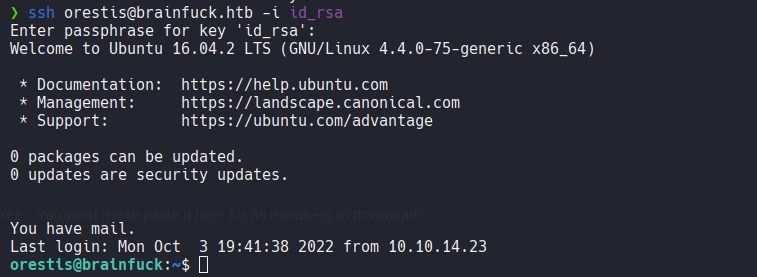 ❯ ssh orestis@brainfuck.htb -i id_rsa
Enter passphrase for key 'id_rsa':
Welcome to Ubuntu 16.04.2 LTS (GNU/Linux 4.4.0-75-generic x86_64)
* Documentation:  https://help.ubuntu.com
* Management:     https://landscape.canonical.com
* Support:        https://ubuntu.com/advantage
0 packages can be updated.
0 updates are security updates.
see... You want me to paste it here for all members to download?
You have mail.
Last login: Mon Oct  3 19:41:38 2022 from 10.10.14.23
orestis@brainfuck:~$